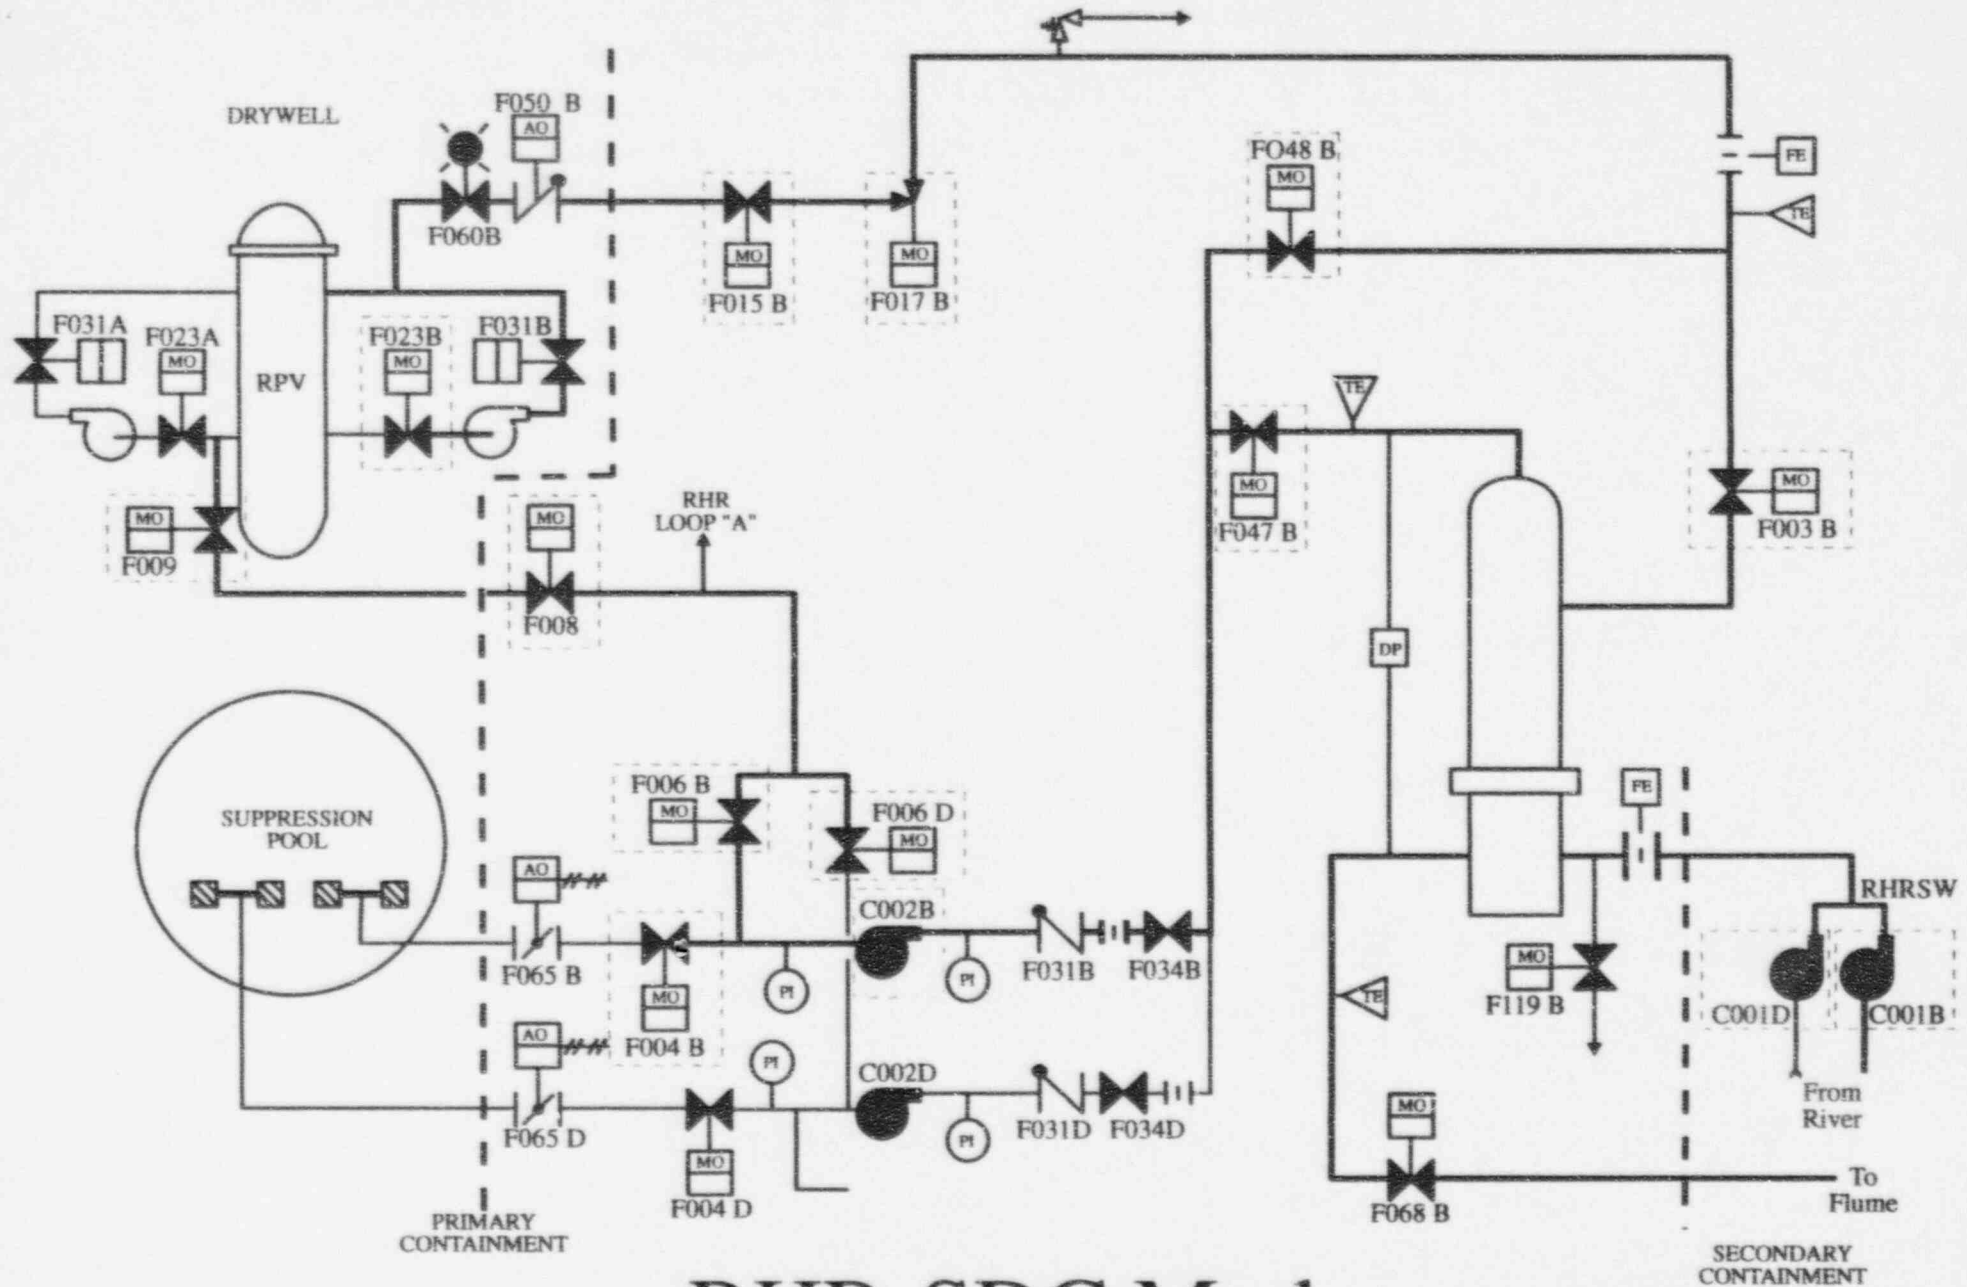 DRYWELL
F050 B
AO
F060B
MO
F015 B
MO
F017 B
FO48 B
MO
FE
TE
F031A
F023A
MO
RPV
F023B
MO
F031B
MO
F009
MO
F008
RHR
LOOP "A"
TE
MO
F047 B
MO
F003 B
DP
SUPPRESSION
POOL
F006 B
MO
F006 D
MO
AO
F065 B
MO
F004 B
PI
C002B
PI
F031B
F034B
AO
F065 D
MO
F004 D
PI
C002D
PI
F031D
F034D
FE
RHRSW
MO
F119 B
C001D
C001B
From
River
TE
MO
F068 B
To
Flume
PRIMARY
CONTAINMENT
SECONDARY
CONTAINMENT